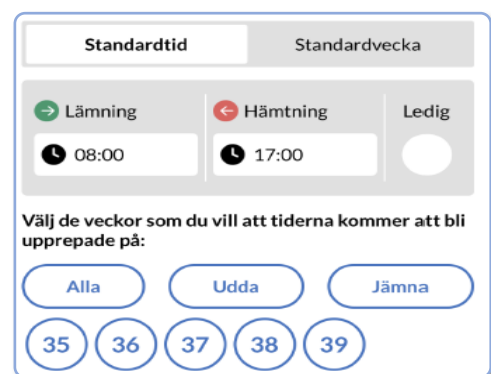 Standardtid Standardvecka
Lämning Hämtning Ledig
08:00 17:00
Välj de veckor som du vill att tiderna kommer att bli
upprepade på:
Alla Udda Jämna
35 36 37 38 39